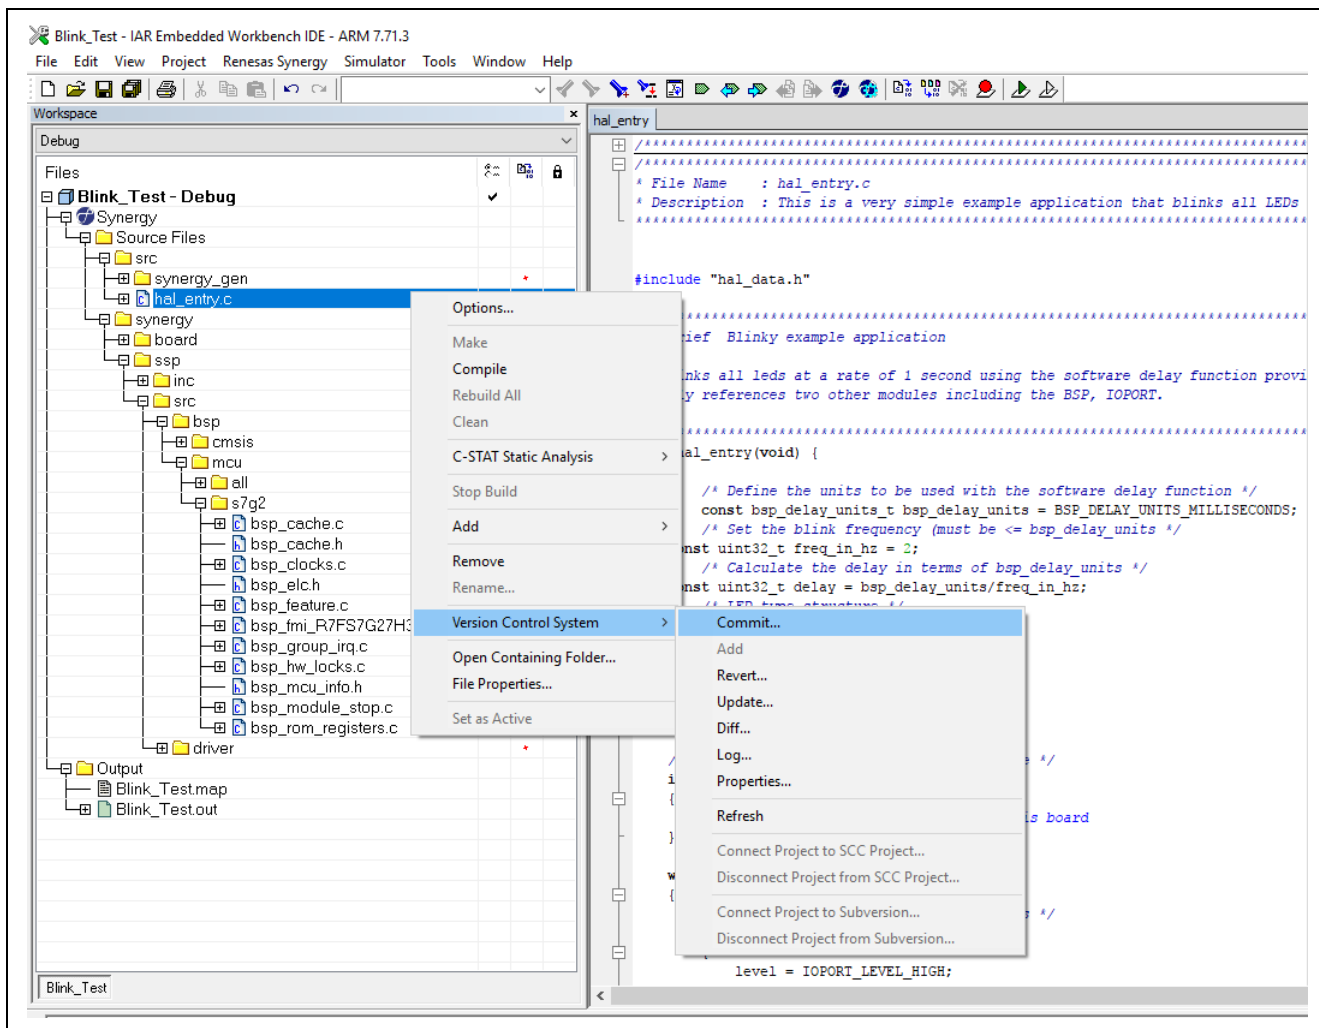 Blink_Test - IAR Embedded Workbench IDE - ARM 7.71.3
File Edit View Project Renesas Synergy Simulator Tools Window Help
Workspace
Debug
Files
Blink_Test - Debug
Synergy
Source Files
src
synergy_gen
hal_entry.c
synergy
board
ssp
inc
src
bsp
cmsis
mcu
all
s7g2
bsp_cache.c
bsp_cache.h
bsp_clocks.c
bsp_elc.h
bsp_feature.c
bsp_fmi_R7FS7G27H3
bsp_group_irq.c
bsp_hw_locks.c
bsp_mcu_info.h
bsp_module_stop.c
bsp_rom_registers.c
driver
Output
Blink_Test.map
Blink_Test.out
Blink_Test
Options...
Make
Compile
Rebuild All
Clean
C-STAT Static Analysis
Stop Build
Add
Remove
Rename...
Version Control System
Open Containing Folder...
File Properties...
Set as Active
Commit...
Add
Revert...
Update...
Diff...
Log...
Properties...
Refresh
Connect Project to SCC Project...
Disconnect Project from SCC Project...
Connect Project to Subversion...
Disconnect Project from Subversion...
hal_entry
* File Name : hal_entry.c
* Description : This is a very simple example application that blinks all LEDs
#include "hal_data.h"
ief Blinky example application
nks all leds at a rate of 1 second using the software delay function provi
y references two other modules including the BSP, IOPORT.
al_entry(void) {
/* Define the units to be used with the software delay function */
const bsp_delay_units_t bsp_delay_units = BSP_DELAY_UNITS_MILLISECONDS;
/* Set the blink frequency (must be <= bsp_delay_units */
nst uint32_t freq_in_hz = 2;
/* Calculate the delay in terms of bsp_delay_units */
nst uint32_t delay = bsp_delay_units/freq_in_hz;
/* LED type structure */
*/
{
is board
}
{
*/
level = IOPORT_LEVEL_HIGH;